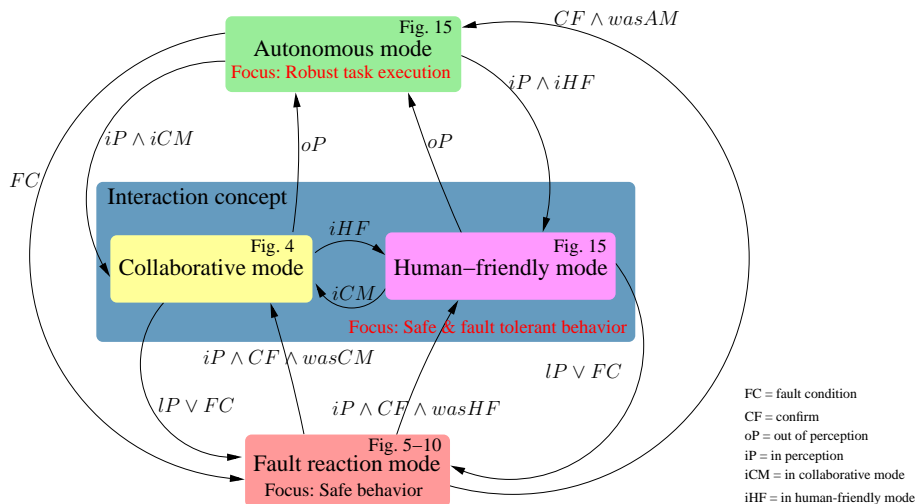 Fig. 15
Autonomous mode
Focus: Robust task execution
CF ∧ wasAM
iP ∧ iHF
iP ∧ iCM
oP
oP
FC
Interaction concept
iHF
Fig. 4
Collaborative mode
Fig. 15
Human–friendly mode
iCM
Focus: Safe & fault tolerant behavior
iP ∧ CF ∧ wasCM
lP ∨ FC
lP ∨ FC
iP ∧ CF ∧ wasHF
Fig. 5–10
Fault reaction mode
Focus: Safe behavior
FC = fault condition
CF = confirm
oP = out of perception
iP = in perception
iCM = in collaborative mode
iHF = in human-friendly mode